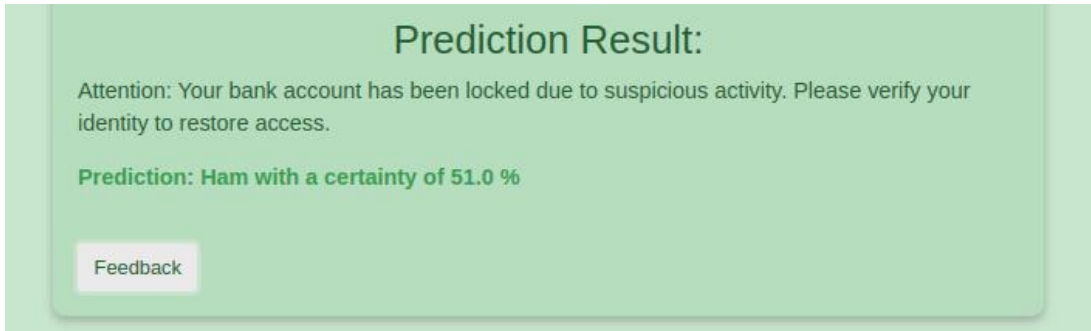 Prediction Result:
Attention: Your bank account has been locked due to suspicious activity. Please verify your
identity to restore access.
Prediction: Ham with a certainty of 51.0 %
Feedback